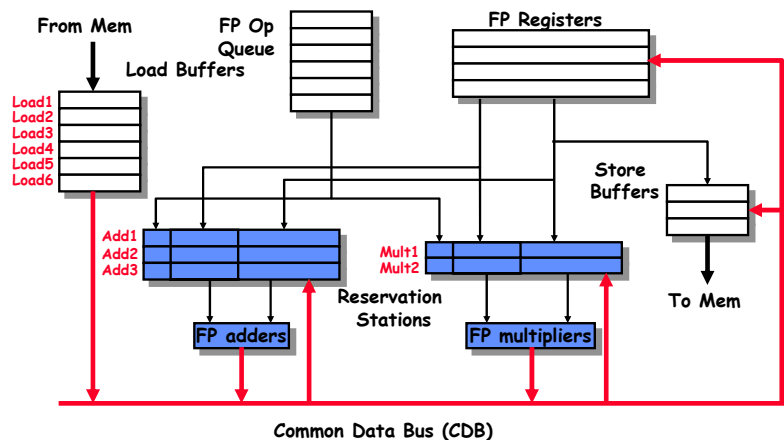 From Mem
FP Op
Queue
FP Registers
Load Buffers
Load1
Load2
Load3
Load4
Load5
Load6
Store
Buffers
Add1
Add2
Add3
Mult1
Mult2
Reservation
Stations
To Mem
FP adders
FP multipliers
Common Data Bus (CDB)